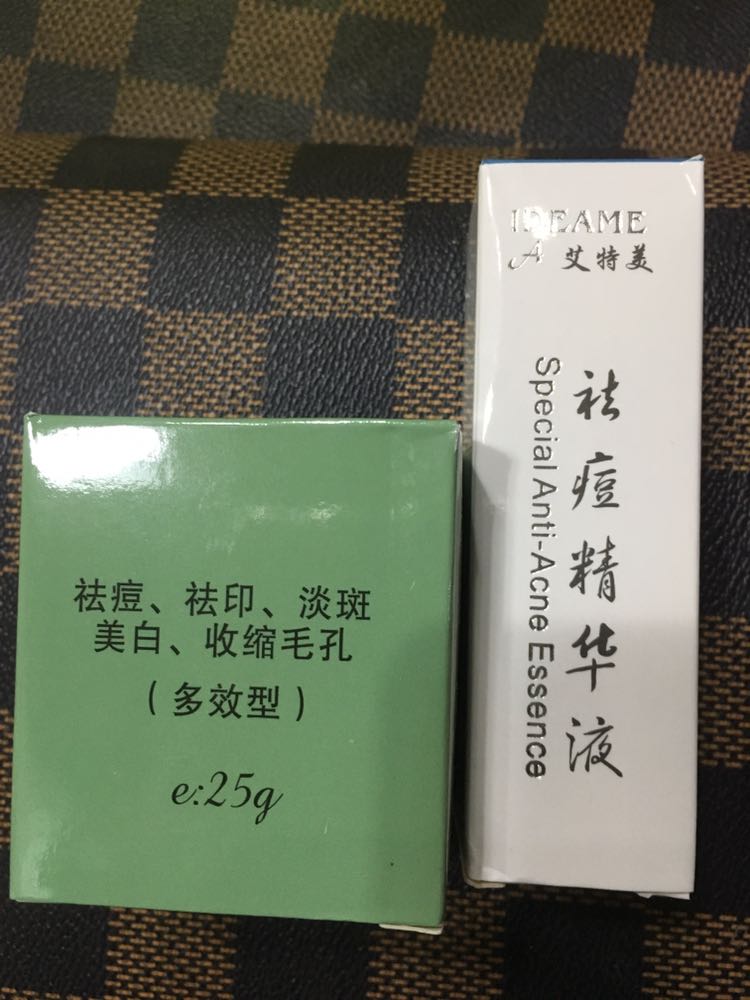 IDEAME
A 艾特美
祛痘精华液
Special Anti-Acne Essence
祛痘、祛印、淡斑
美白、收缩毛孔
(多效型)
e:25g